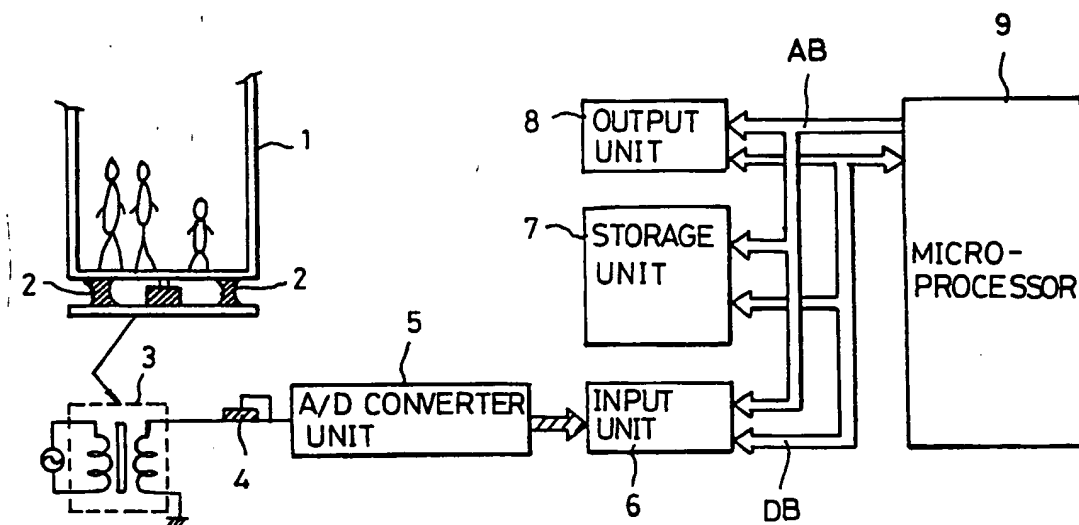 9
AB
8
OUTPUT
UNIT
1
7
STORAGE
UNIT
MICRO-
PROCESSOR
2
2
3
5
A/D CONVERTER
UNIT
INPUT
UNIT
4
6
DB